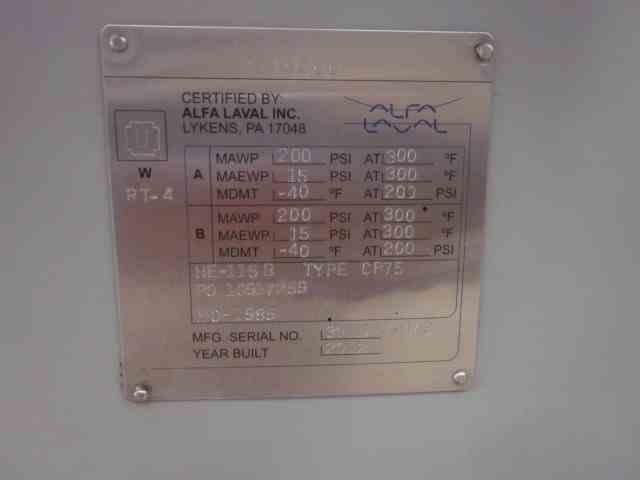 CERTIFIED BY:
ALFA LAVAL INC.
LYKENS, PA 17048
ALFA
LAVAL
U
W
RT-4
A
MAWP 200 PSI AT 300 °F
MAEWP 15 PSI AT 300 °F
MDMT -40 °F AT 200 PSI
B
MAWP 200 PSI AT 300 °F
MAEWP 15 PSI AT 300 °F
MDMT -40 °F AT 200 PSI
HE-115B TYPE CP75
PO
MFG. SERIAL NO.
YEAR BUILT